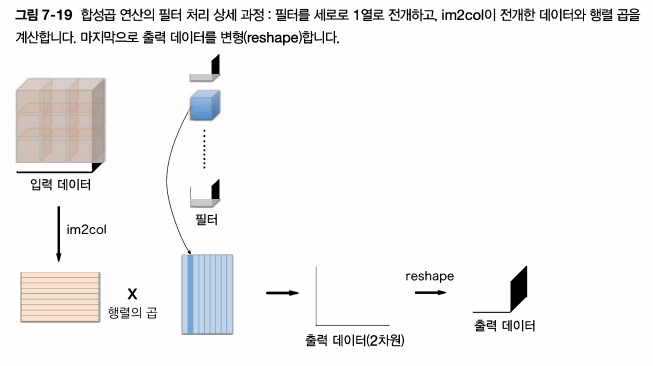 그림 7-19 합성곱 연산의 필터 처리 상세 과정 : 필터를 세로로 1열로 전개하고, im2col이 전개한 데이터와 행렬 곱을
계산합니다. 마지막으로 출력 데이터를 변형(reshape)합니다.
입력 데이터
필터
im2col
X
행렬의 곱
reshape
출력 데이터(2차원)
출력 데이터